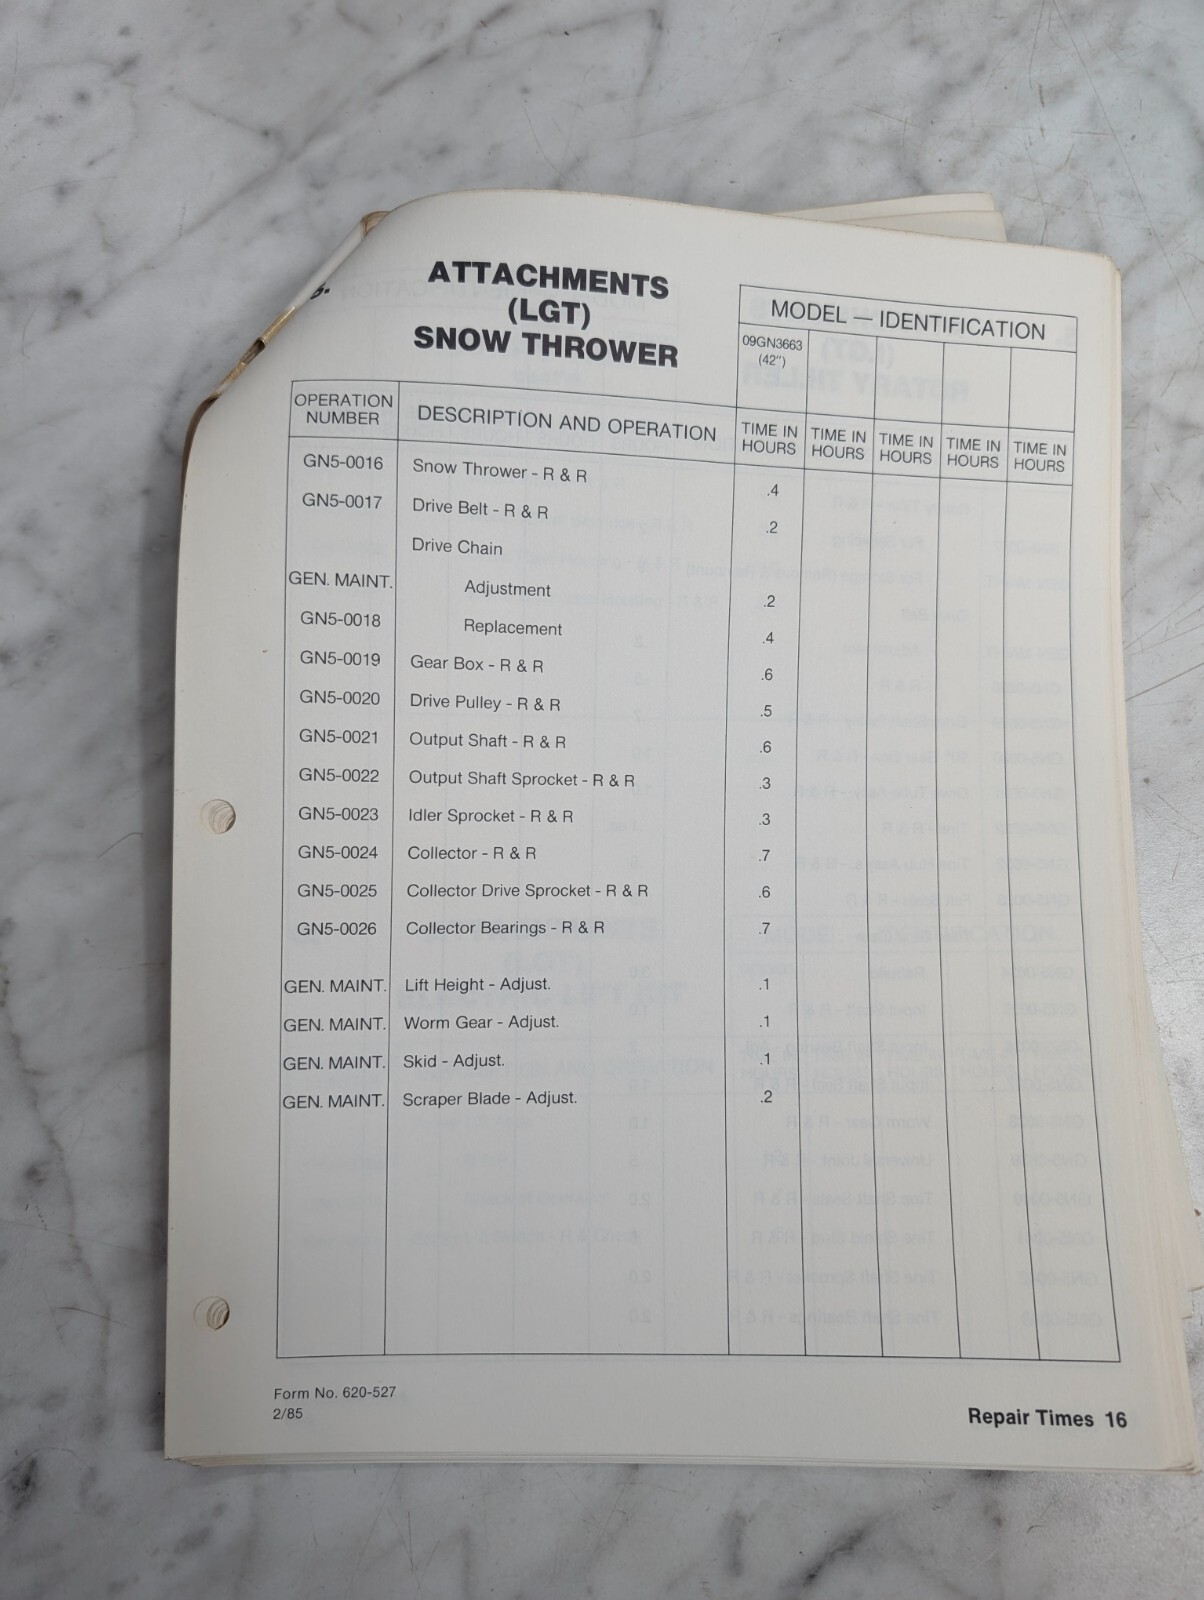 ATTACHMENTS
(LGT)
SNOW THROWER
MODEL — IDENTIFICATION
09GN3663
(42")
OPERATION NUMBER DESCRIPTION AND OPERATION TIME IN HOURS TIME IN HOURS TIME IN HOURS TIME IN HOURS TIME IN HOURS
GN5-0016 Snow Thrower - R & R .4
GN5-0017 Drive Belt - R & R .2
Drive Chain
GEN. MAINT. Adjustment .2
GN5-0018 Replacement .4
GN5-0019 Gear Box - R & R .6
GN5-0020 Drive Pulley - R & R .5
GN5-0021 Output Shaft - R & R .6
GN5-0022 Output Shaft Sprocket - R & R .3
GN5-0023 Idler Sprocket - R & R .3
GN5-0024 Collector - R & R .7
GN5-0025 Collector Drive Sprocket - R & R .6
GN5-0026 Collector Bearings - R & R .7
GEN. MAINT. Lift Height - Adjust. .1
GEN. MAINT. Worm Gear - Adjust. .1
GEN. MAINT. Skid - Adjust. .1
GEN. MAINT. Scraper Blade - Adjust. .2
Form No. 620-527
2/85
Repair Times 16